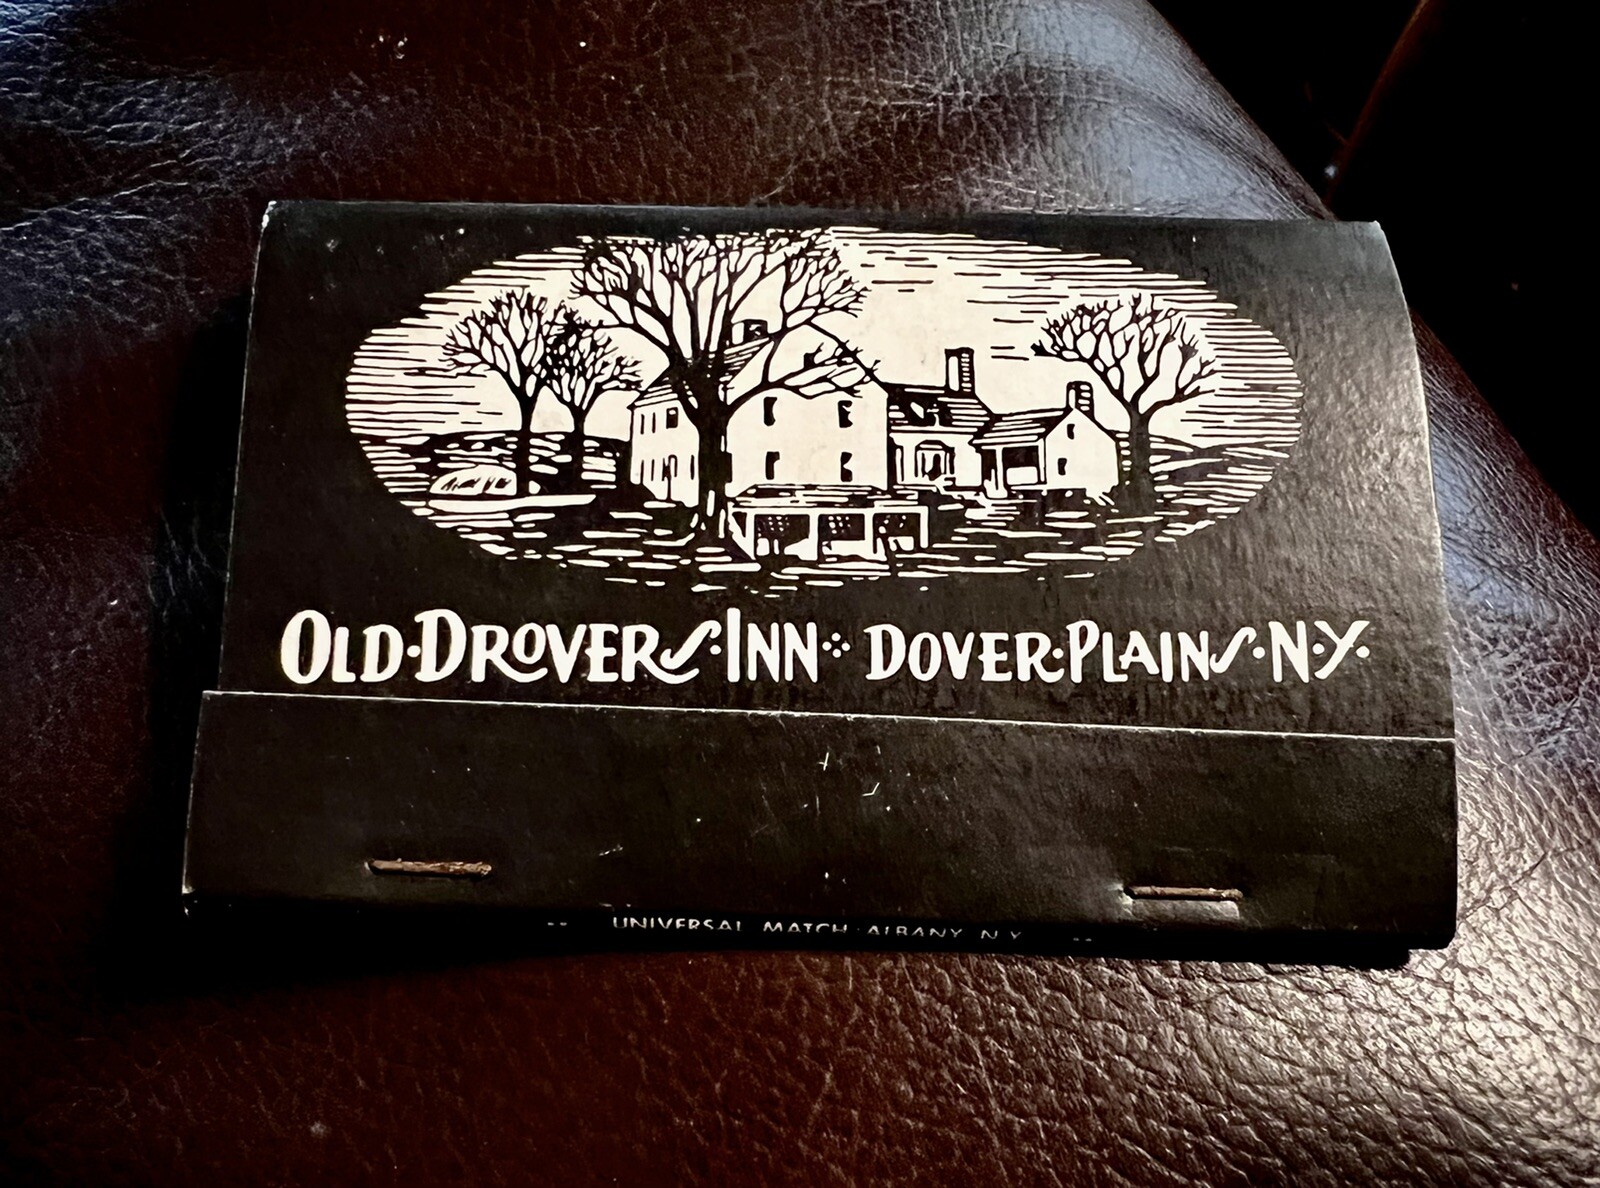 OLD·DROVERS·INN·:·DOVER·PLAINS·N·Y·
-- UNIVERSAL MATCH·ALBANY N.Y. --